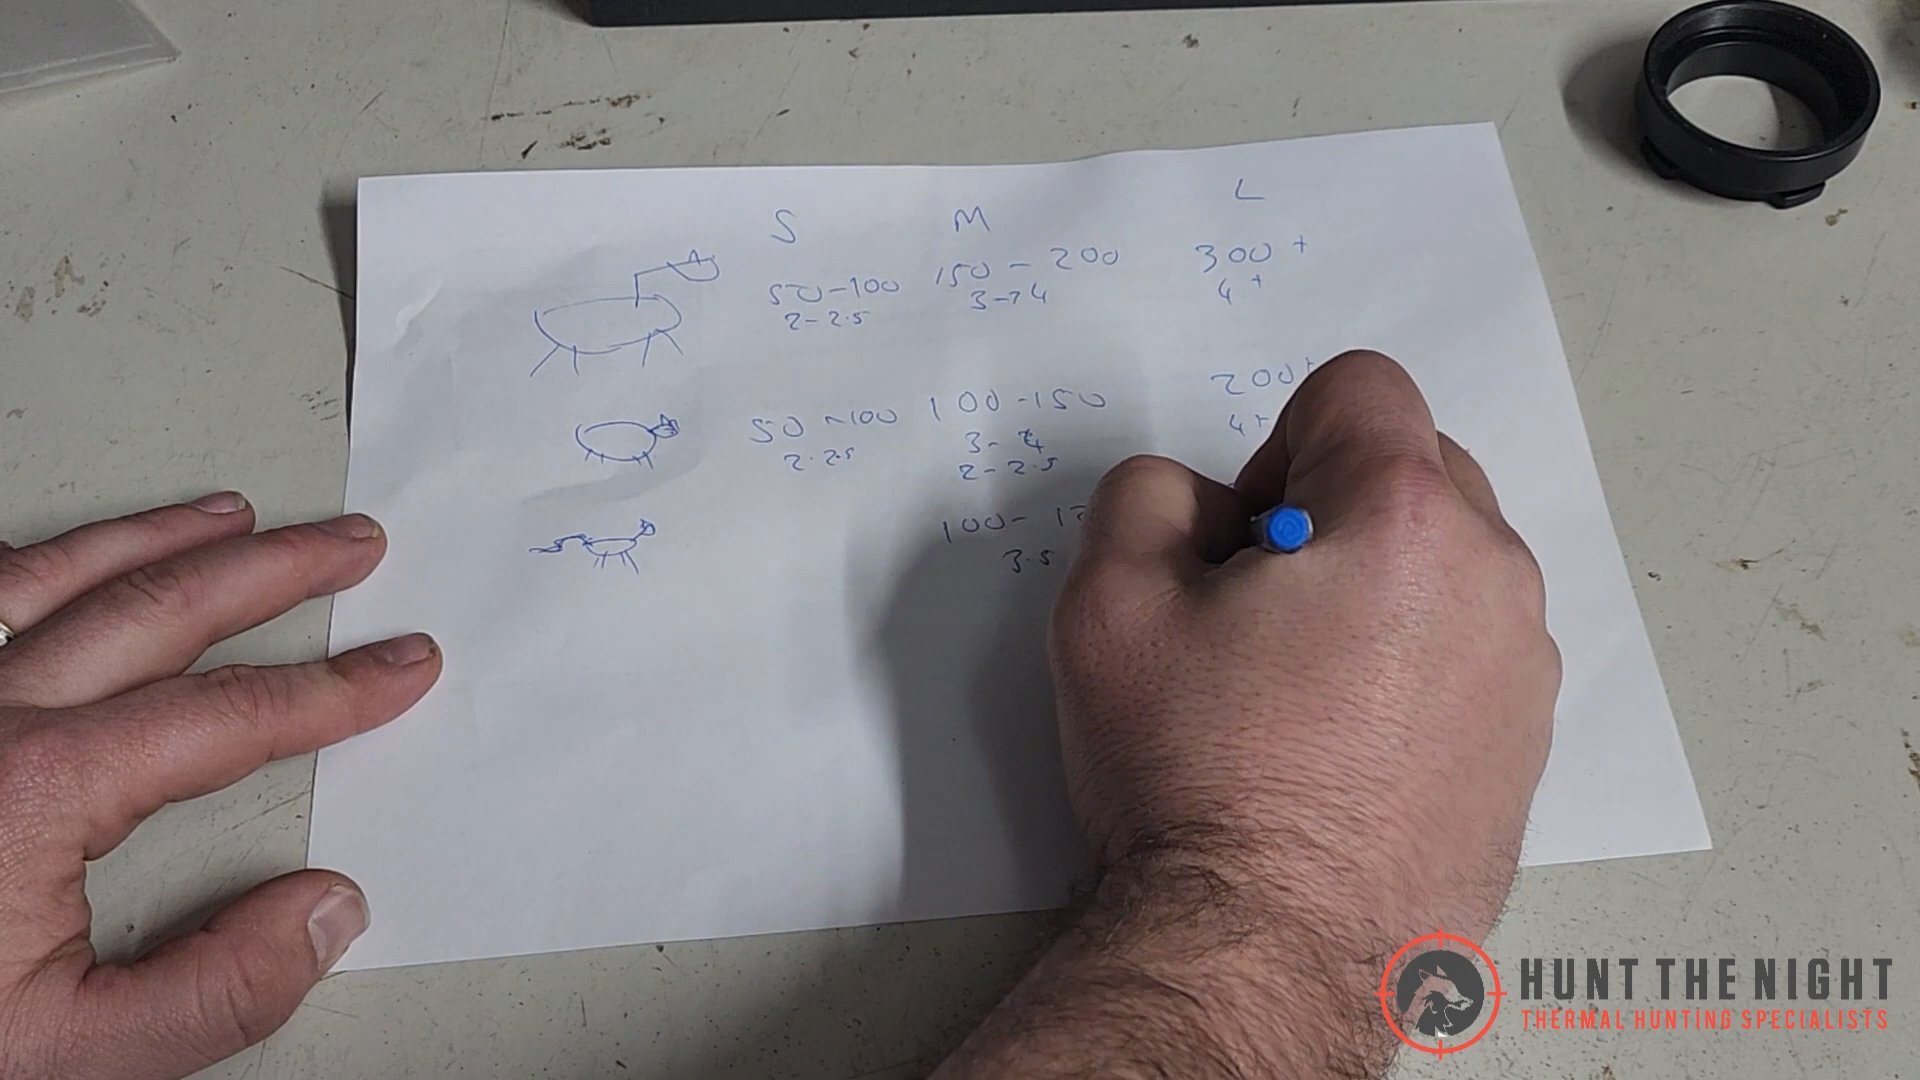 S M L
50-100 150 - 200 300 +
2-2.5 3-4 4 +
50-100 100-150 200+
2-2.5 3- 4 4+
2-2.5
100-
3.5
HUNT THE NIGHT
THERMAL HUNTING SPECIALISTS